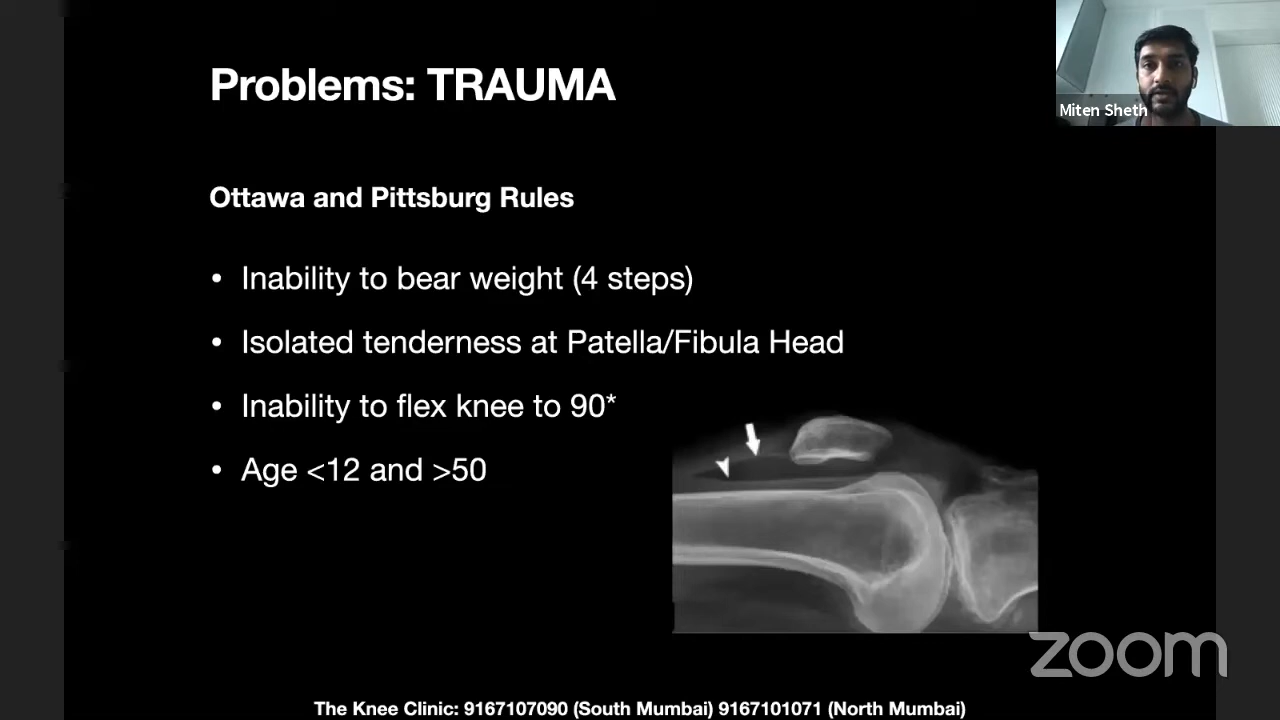 Problems: TRAUMA
Miten Sheth
Ottawa and Pittsburg Rules
• Inability to bear weight (4 steps)
• Isolated tenderness at Patella/Fibula Head
• Inability to flex knee to 90*
• Age <12 and >50
zoom
The Knee Clinic: 9167107090 (South Mumbai) 9167101071 (North Mumbai)